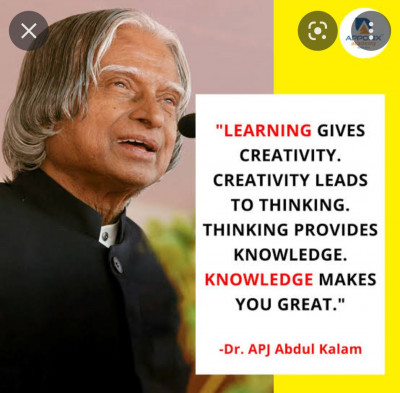 "LEARNING GIVES
CREATIVITY.
CREATIVITY LEADS
TO THINKING.
THINKING PROVIDES
KNOWLEDGE.
KNOWLEDGE MAKES
YOU GREAT."
-Dr. APJ Abdul Kalam